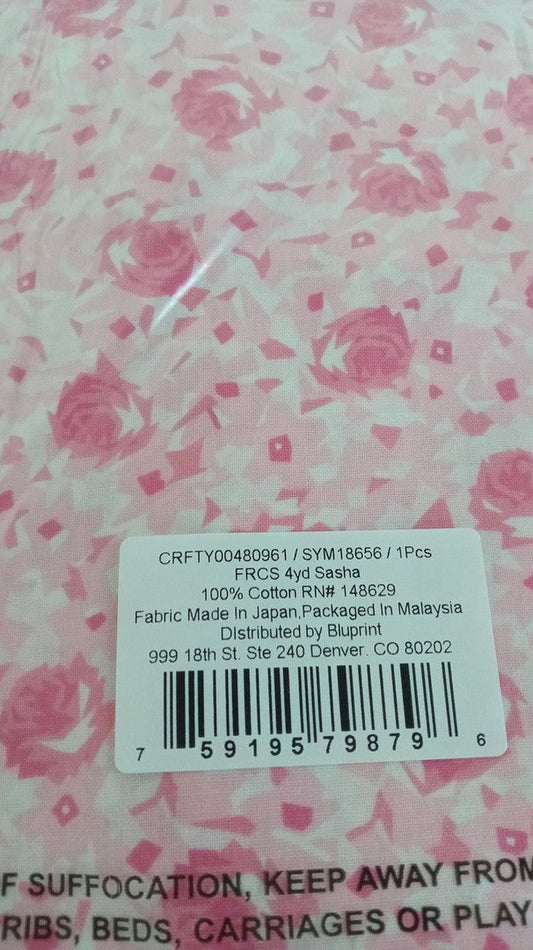 CRFTY00480961 / SYM18656 / 1Pcs
FRCS 4yd Sasha
100% Cotton RN# 148629
Fabric Made In Japan,Packaged In Malaysia
DIstributed by Bluprint
999 18th St. Ste 240 Denver. CO 80202
7 59195 79879 6
F SUFFOCATION, KEEP AWAY FROM
RIBS, BEDS, CARRIAGES OR PLAY